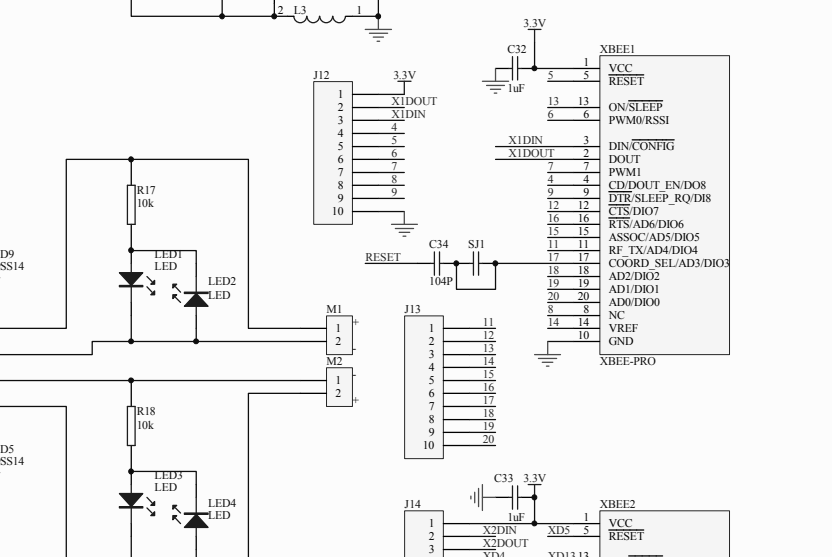 2 L3 1
3.3V
C32
1uF
XBEE1
1 VCC
5 5 RESET
13 13 ON/SLEEP
6 6 PWM0/RSSI
X1DIN 3 DIN/CONFIG
X1DOUT 2 DOUT
7 7 PWM1
4 4 CD/DOUT_EN/DO8
9 9 DTR/SLEEP_RQ/DI8
12 12 CTS/DIO7
16 16 RTS/AD6/DIO6
15 15 ASSOC/AD5/DIO5
11 11 RF_TX/AD4/DIO4
17 17 COORD_SEL/AD3/DIO3
18 18 AD2/DIO2
19 19 AD1/DIO1
20 20 AD0/DIO0
8 8 NC
14 14 VREF
10 GND
XBEE-PRO
J12
3.3V
1
2 X1DOUT
3 X1DIN
4 4
5 5
6 6
7 7
8 8
9 9
10
RESET
C34
104P
SJ1
R17
10k
D9
SS14
LED1
LED
LED2
LED
M1
1 +
2 -
M2
1 -
2 +
J13
1 11
2 12
3 13
4 14
5 15
6 16
7 17
8 18
9 19
10 20
R18
10k
D5
SS14
LED3
LED
LED4
LED
C33
1uF
3.3V
J14
1
2 X2DIN
3 X2DOUT
XD4
XBEE2
1 VCC
XD5 5 RESET
XD13 13